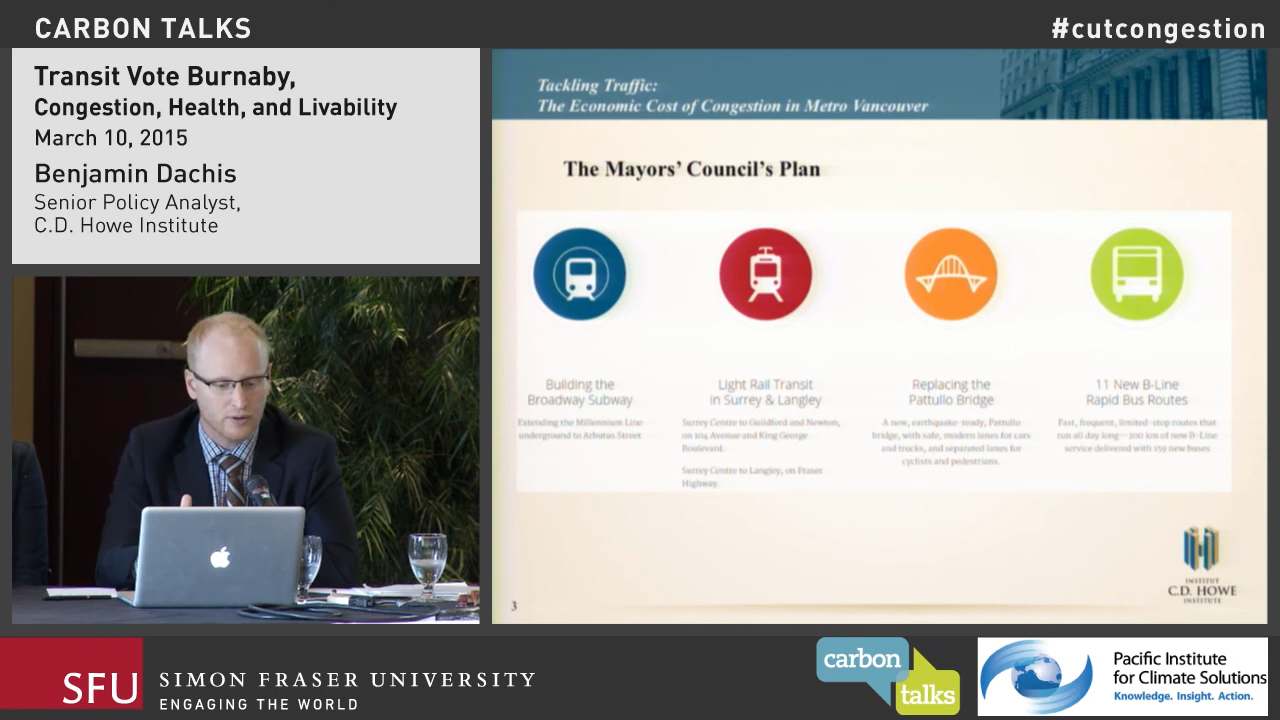 CARBON TALKS
#cutcongestion
Transit Vote Burnaby,
Congestion, Health, and Livability
March 10, 2015
Benjamin Dachis
Senior Policy Analyst,
C.D. Howe Institute
Tackling Traffic:
The Economic Cost of Congestion in Metro Vancouver
The Mayors' Council's Plan
Building the
Broadway Subway
Extending the Millennium Line
underground to Arbutus Street
Light Rail Transit
in Surrey & Langley
Surrey Centre to Guildford and Newton,
on 104 Avenue and King George
Boulevard.
Surrey Centre to Langley, on Fraser
Highway.
Replacing the
Pattullo Bridge
A new, earthquake-ready, Pattullo
bridge, with safe, modern lanes for cars
and trucks, and separated lanes for
cyclists and pedestrians.
11 New B-Line
Rapid Bus Routes
Fast, frequent, limited-stop routes that
run all day long—200 km of new B-Line
service delivered with 159 new buses
INSTITUT
C.D. HOWE
INSTITUTE
3
SFU
SIMON FRASER UNIVERSITY
ENGAGING THE WORLD
carbon
talks
Pacific Institute
for Climate Solutions
Knowledge. Insight. Action.